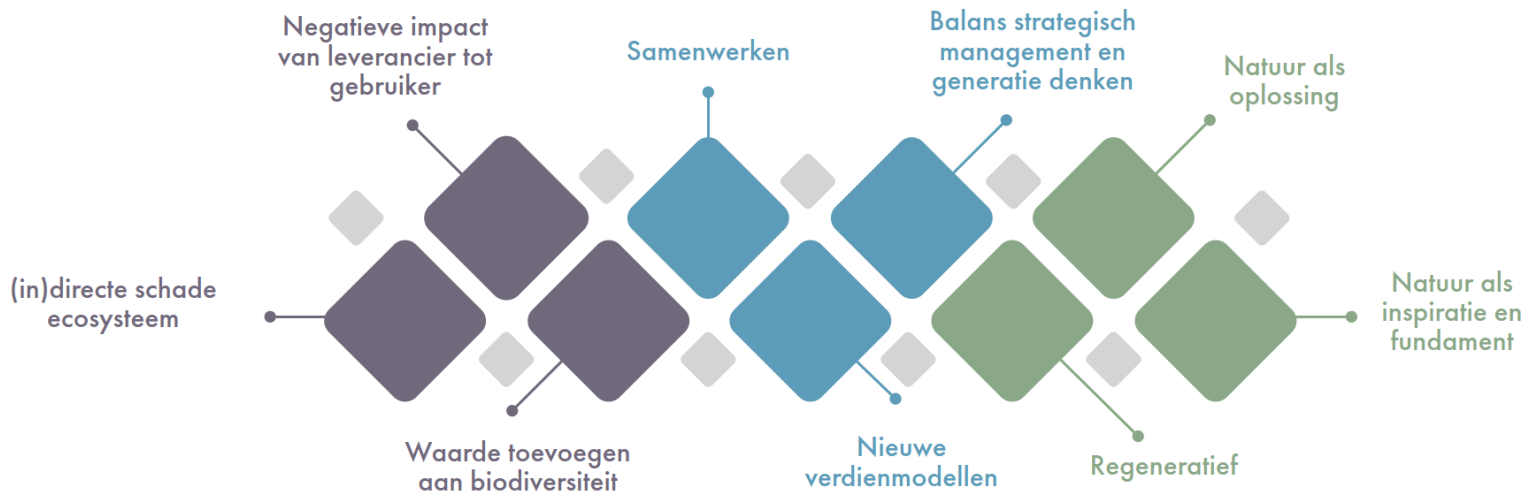 Negatieve impact
van leverancier tot
gebruiker
Samenwerken
Balans strategisch
management en
generatie denken
Natuur als
oplossing
(in)directe schade
ecosysteem
Natuur als
inspiratie en
fundament
Waarde toevoegen
aan biodiversiteit
Nieuwe
verdienmodellen
Regeneratief